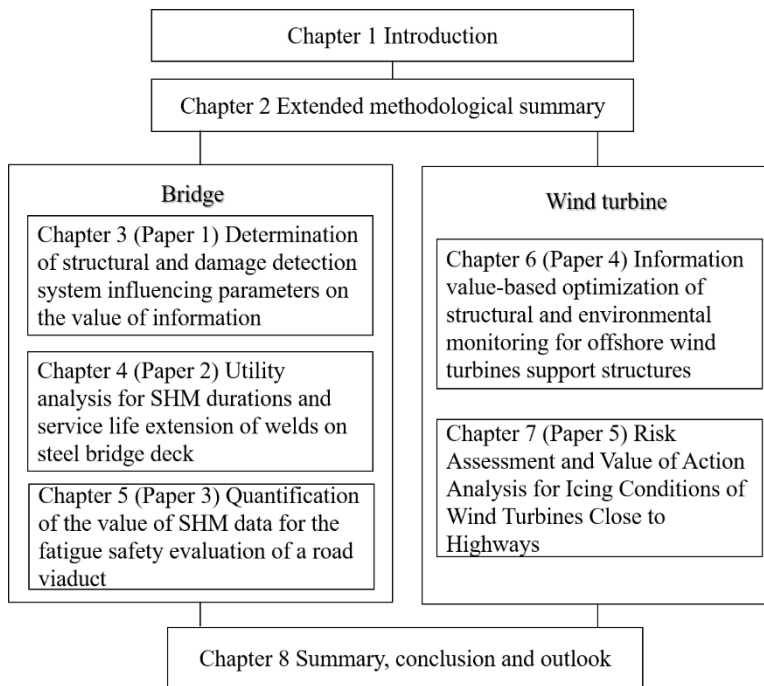 Chapter 1 Introduction
Chapter 2 Extended methodological summary
Bridge
Chapter 3 (Paper 1) Determination
of structural and damage detection
system influencing parameters on
the value of information
Chapter 4 (Paper 2) Utility
analysis for SHM durations and
service life extension of welds on
steel bridge deck
Chapter 5 (Paper 3) Quantification
of the value of SHM data for the
fatigue safety evaluation of a road
viaduct
Wind turbine
Chapter 6 (Paper 4) Information
value-based optimization of
structural and environmental
monitoring for offshore wind
turbines support structures
Chapter 7 (Paper 5) Risk
Assessment and Value of Action
Analysis for Icing Conditions of
Wind Turbines Close to
Highways
Chapter 8 Summary, conclusion and outlook